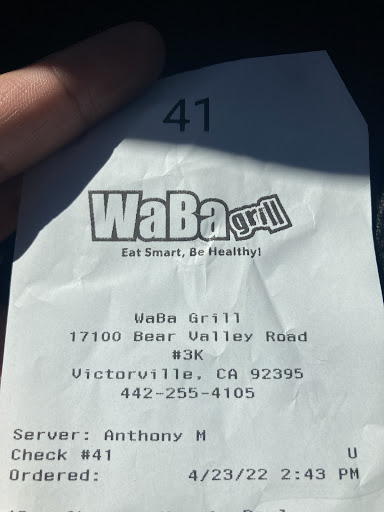 41
WaBa grill
Eat Smart, Be Healthy!
WaBa Grill
17100 Bear Valley Road
#3K
Victorville, CA 92395
442-255-4105
Server: Anthony M
Check #41 U
Ordered: 4/23/22 2:43 PM